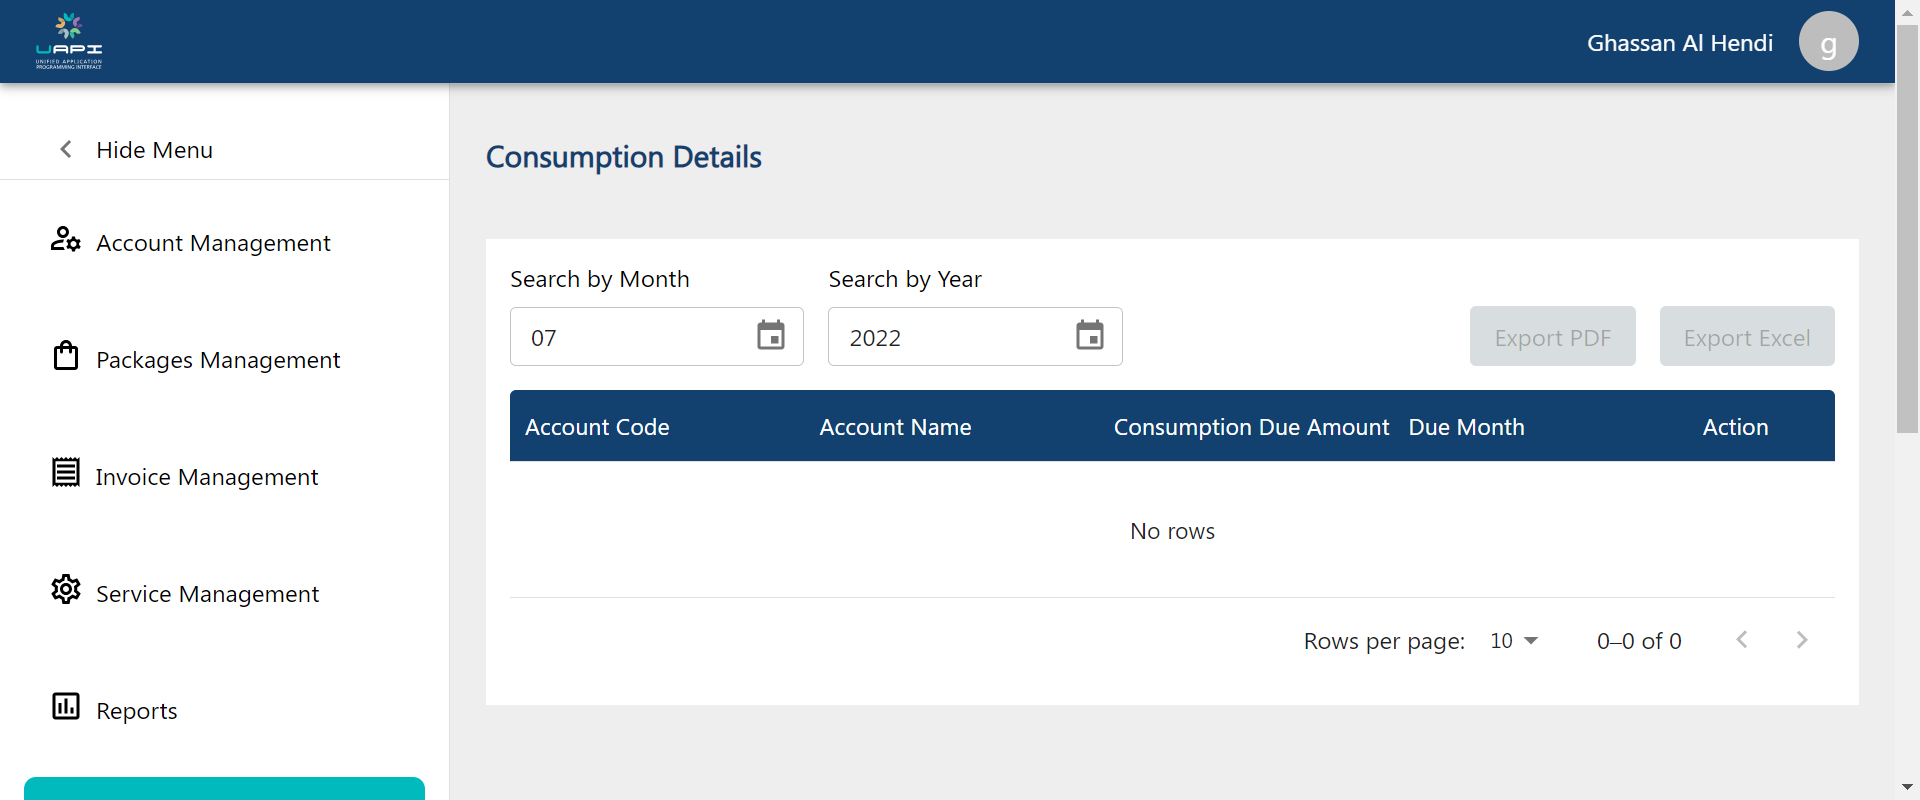 UAPI
UNIFIED APPLICATION
PROGRAMMING INTERFACE
Ghassan Al Hendi
g
Hide Menu
Account Management
Packages Management
Invoice Management
Service Management
Reports
Consumption Details
Search by Month
Search by Year
07
2022
Export PDF
Export Excel
Account Code
Account Name
Consumption Due Amount
Due Month
Action
No rows
Rows per page: 10
0–0 of 0